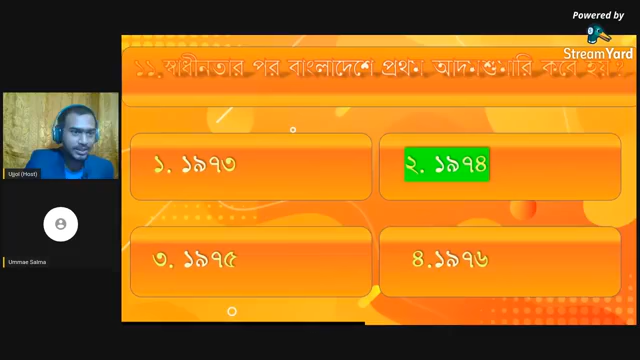 Powered by
StreamYard
১১.স্বাধীনতার পর বাংলাদেশে প্রথম আদমশুমারি কবে হয়?
১. ১৯৭৩
২. ১৯৭৪
৩. ১৯৭৫
৪.১৯৭৬
Ujjol (Host)
Ummae Salma